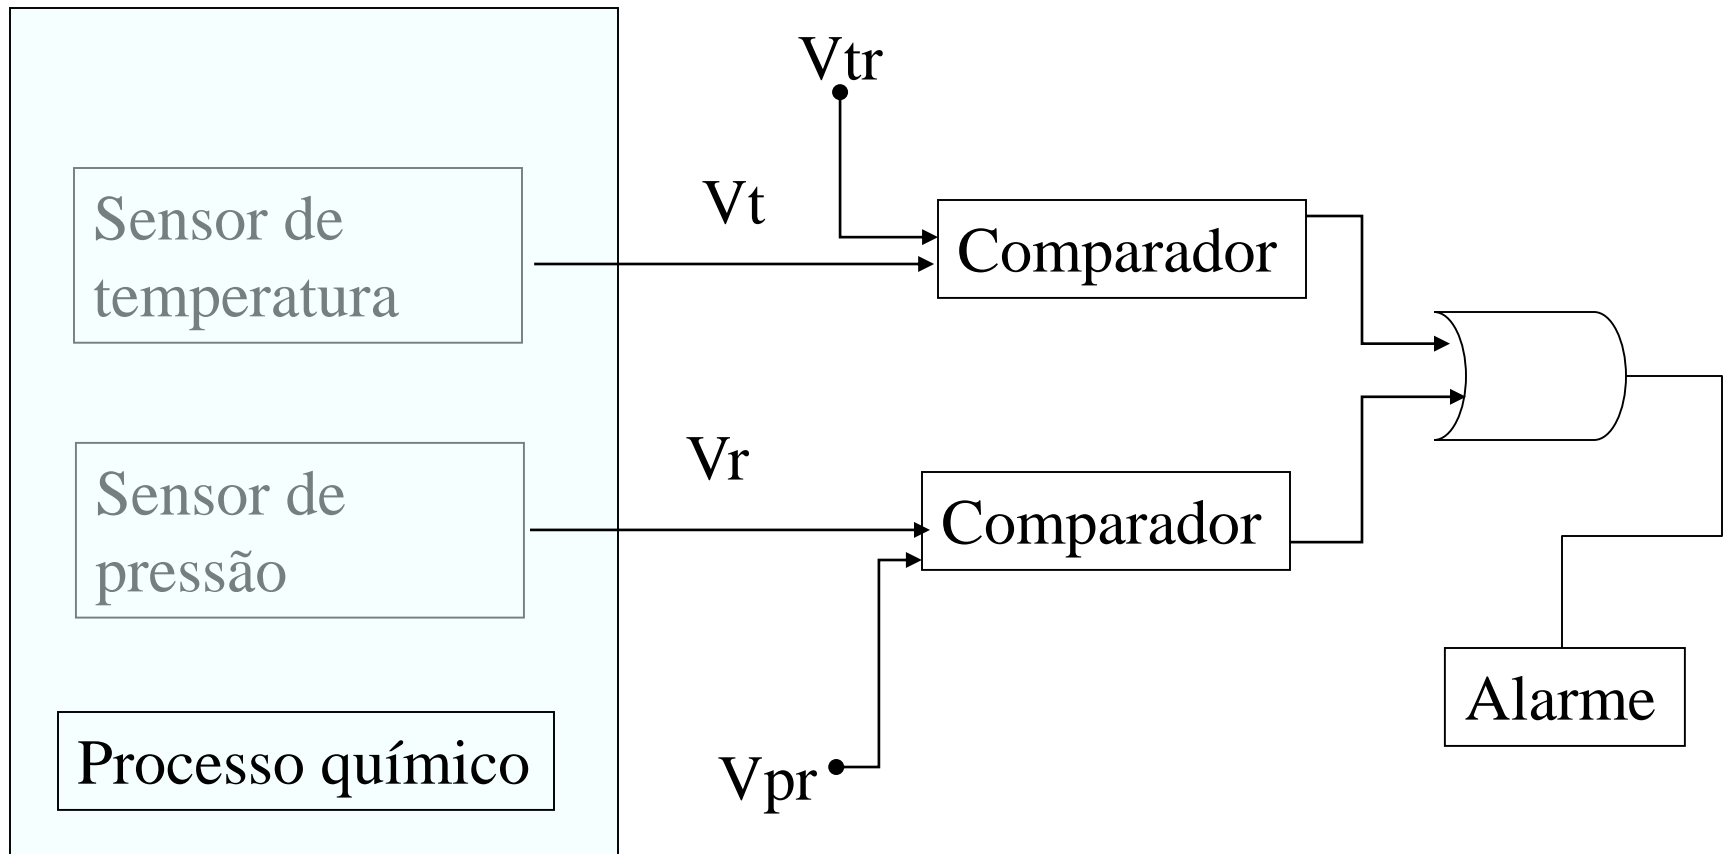 Vtr
Sensor de
temperatura
Vt
Comparador
Sensor de
pressão
Vr
Comparador
Alarme
Processo químico
Vpr